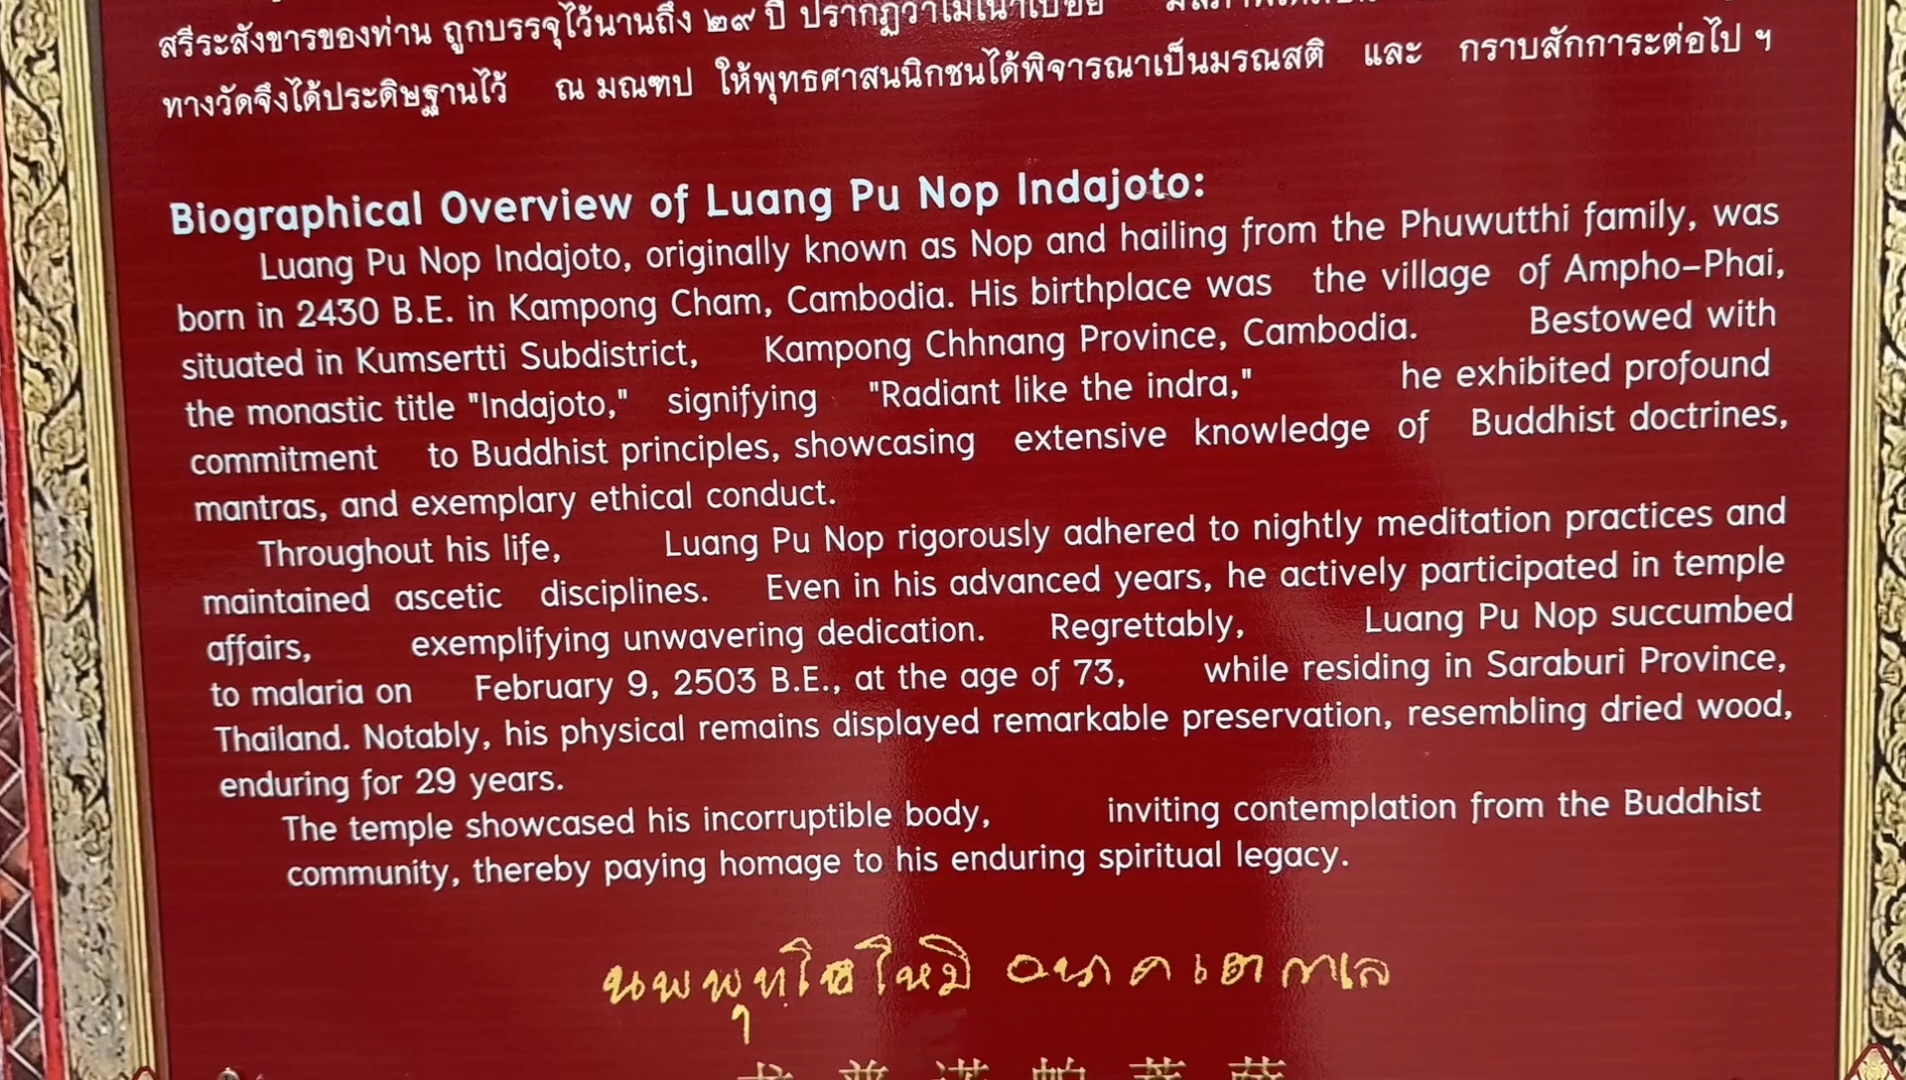 สรีระสังขารของท่าน ถูกบรรจุไว้นานถึง ๒๙ ปี ปรากฏว่าไม่เน่าเปื่อย
ทางวัดจึงได้ประดิษฐานไว้ ณ มณฑป ให้พุทธศาสนนิกชนได้พิจารณาเป็นมรณสติ และ กราบสักการะต่อไป ฯ
Biographical Overview of Luang Pu Nop Indajoto:
Luang Pu Nop Indajoto, originally known as Nop and hailing from the Phuwutthi family, was
born in 2430 B.E. in Kampong Cham, Cambodia. His birthplace was the village of Ampho-Phai,
situated in Kumsertti Subdistrict, Kampong Chhnang Province, Cambodia. Bestowed with
the monastic title "Indajoto," signifying "Radiant like the indra," he exhibited profound
commitment to Buddhist principles, showcasing extensive knowledge of Buddhist doctrines,
mantras, and exemplary ethical conduct.
Throughout his life, Luang Pu Nop rigorously adhered to nightly meditation practices and
maintained ascetic disciplines. Even in his advanced years, he actively participated in temple
affairs, exemplifying unwavering dedication. Regrettably, Luang Pu Nop succumbed
to malaria on February 9, 2503 B.E., at the age of 73, while residing in Saraburi Province,
Thailand. Notably, his physical remains displayed remarkable preservation, resembling dried wood,
enduring for 29 years.
The temple showcased his incorruptible body, inviting contemplation from the Buddhist
community, thereby paying homage to his enduring spiritual legacy.